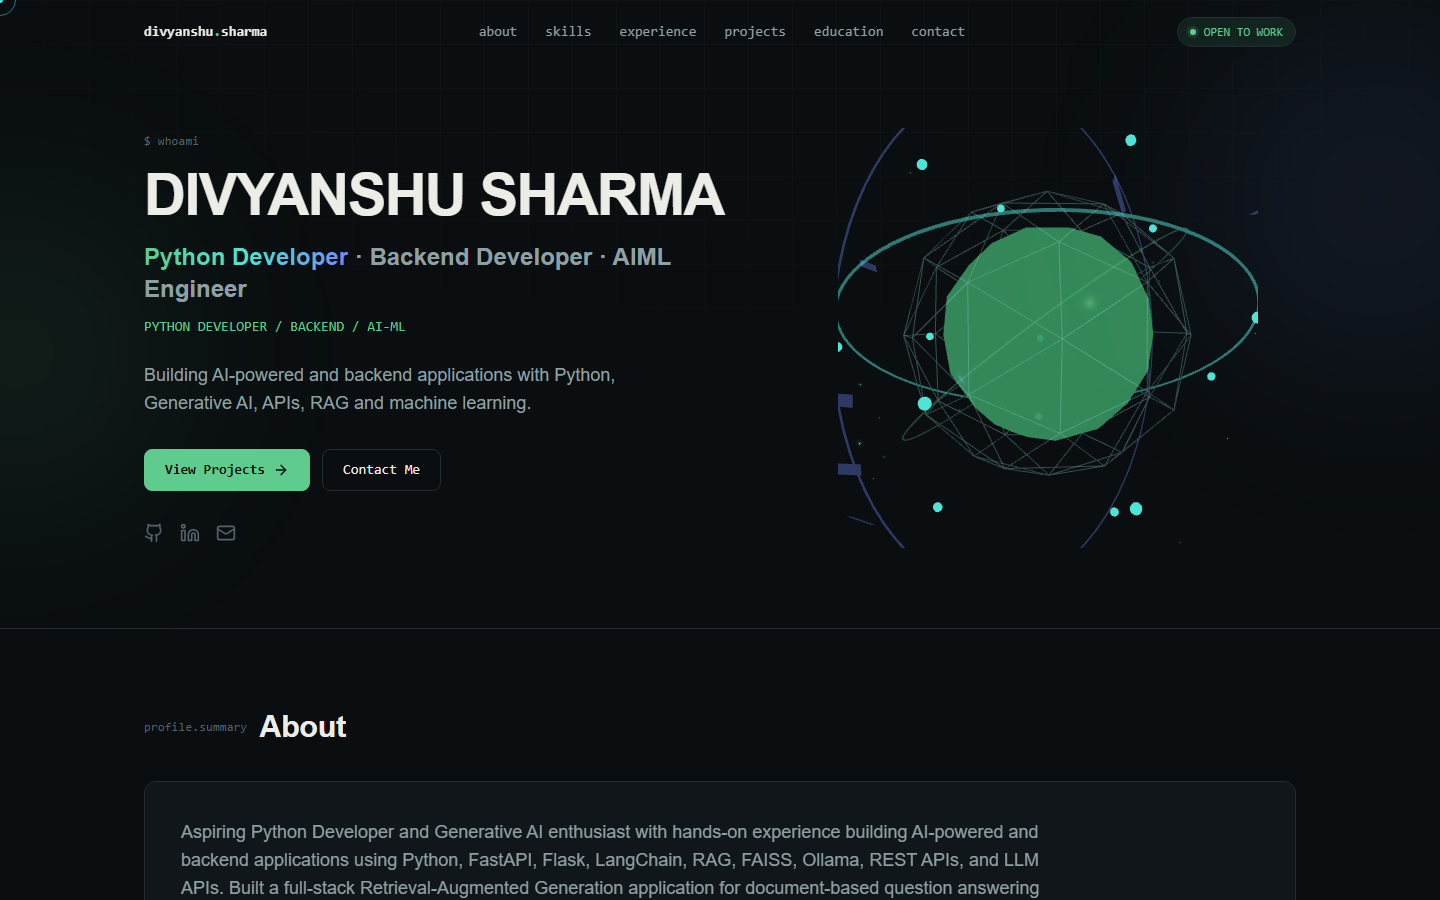 divyanshu.sharma
about skills experience projects education contact
OPEN TO WORK
$ whoami
DIVYANSHU SHARMA
Python Developer · Backend Developer · AIML
Engineer
PYTHON DEVELOPER / BACKEND / AI-ML
Building AI-powered and backend applications with Python,
Generative AI, APIs, RAG and machine learning.
View Projects →
Contact Me
profile.summary About
Aspiring Python Developer and Generative AI enthusiast with hands-on experience building AI-powered and
backend applications using Python, FastAPI, Flask, LangChain, RAG, FAISS, Ollama, REST APIs, and LLM
APIs. Built a full-stack Retrieval-Augmented Generation application for document-based question answering